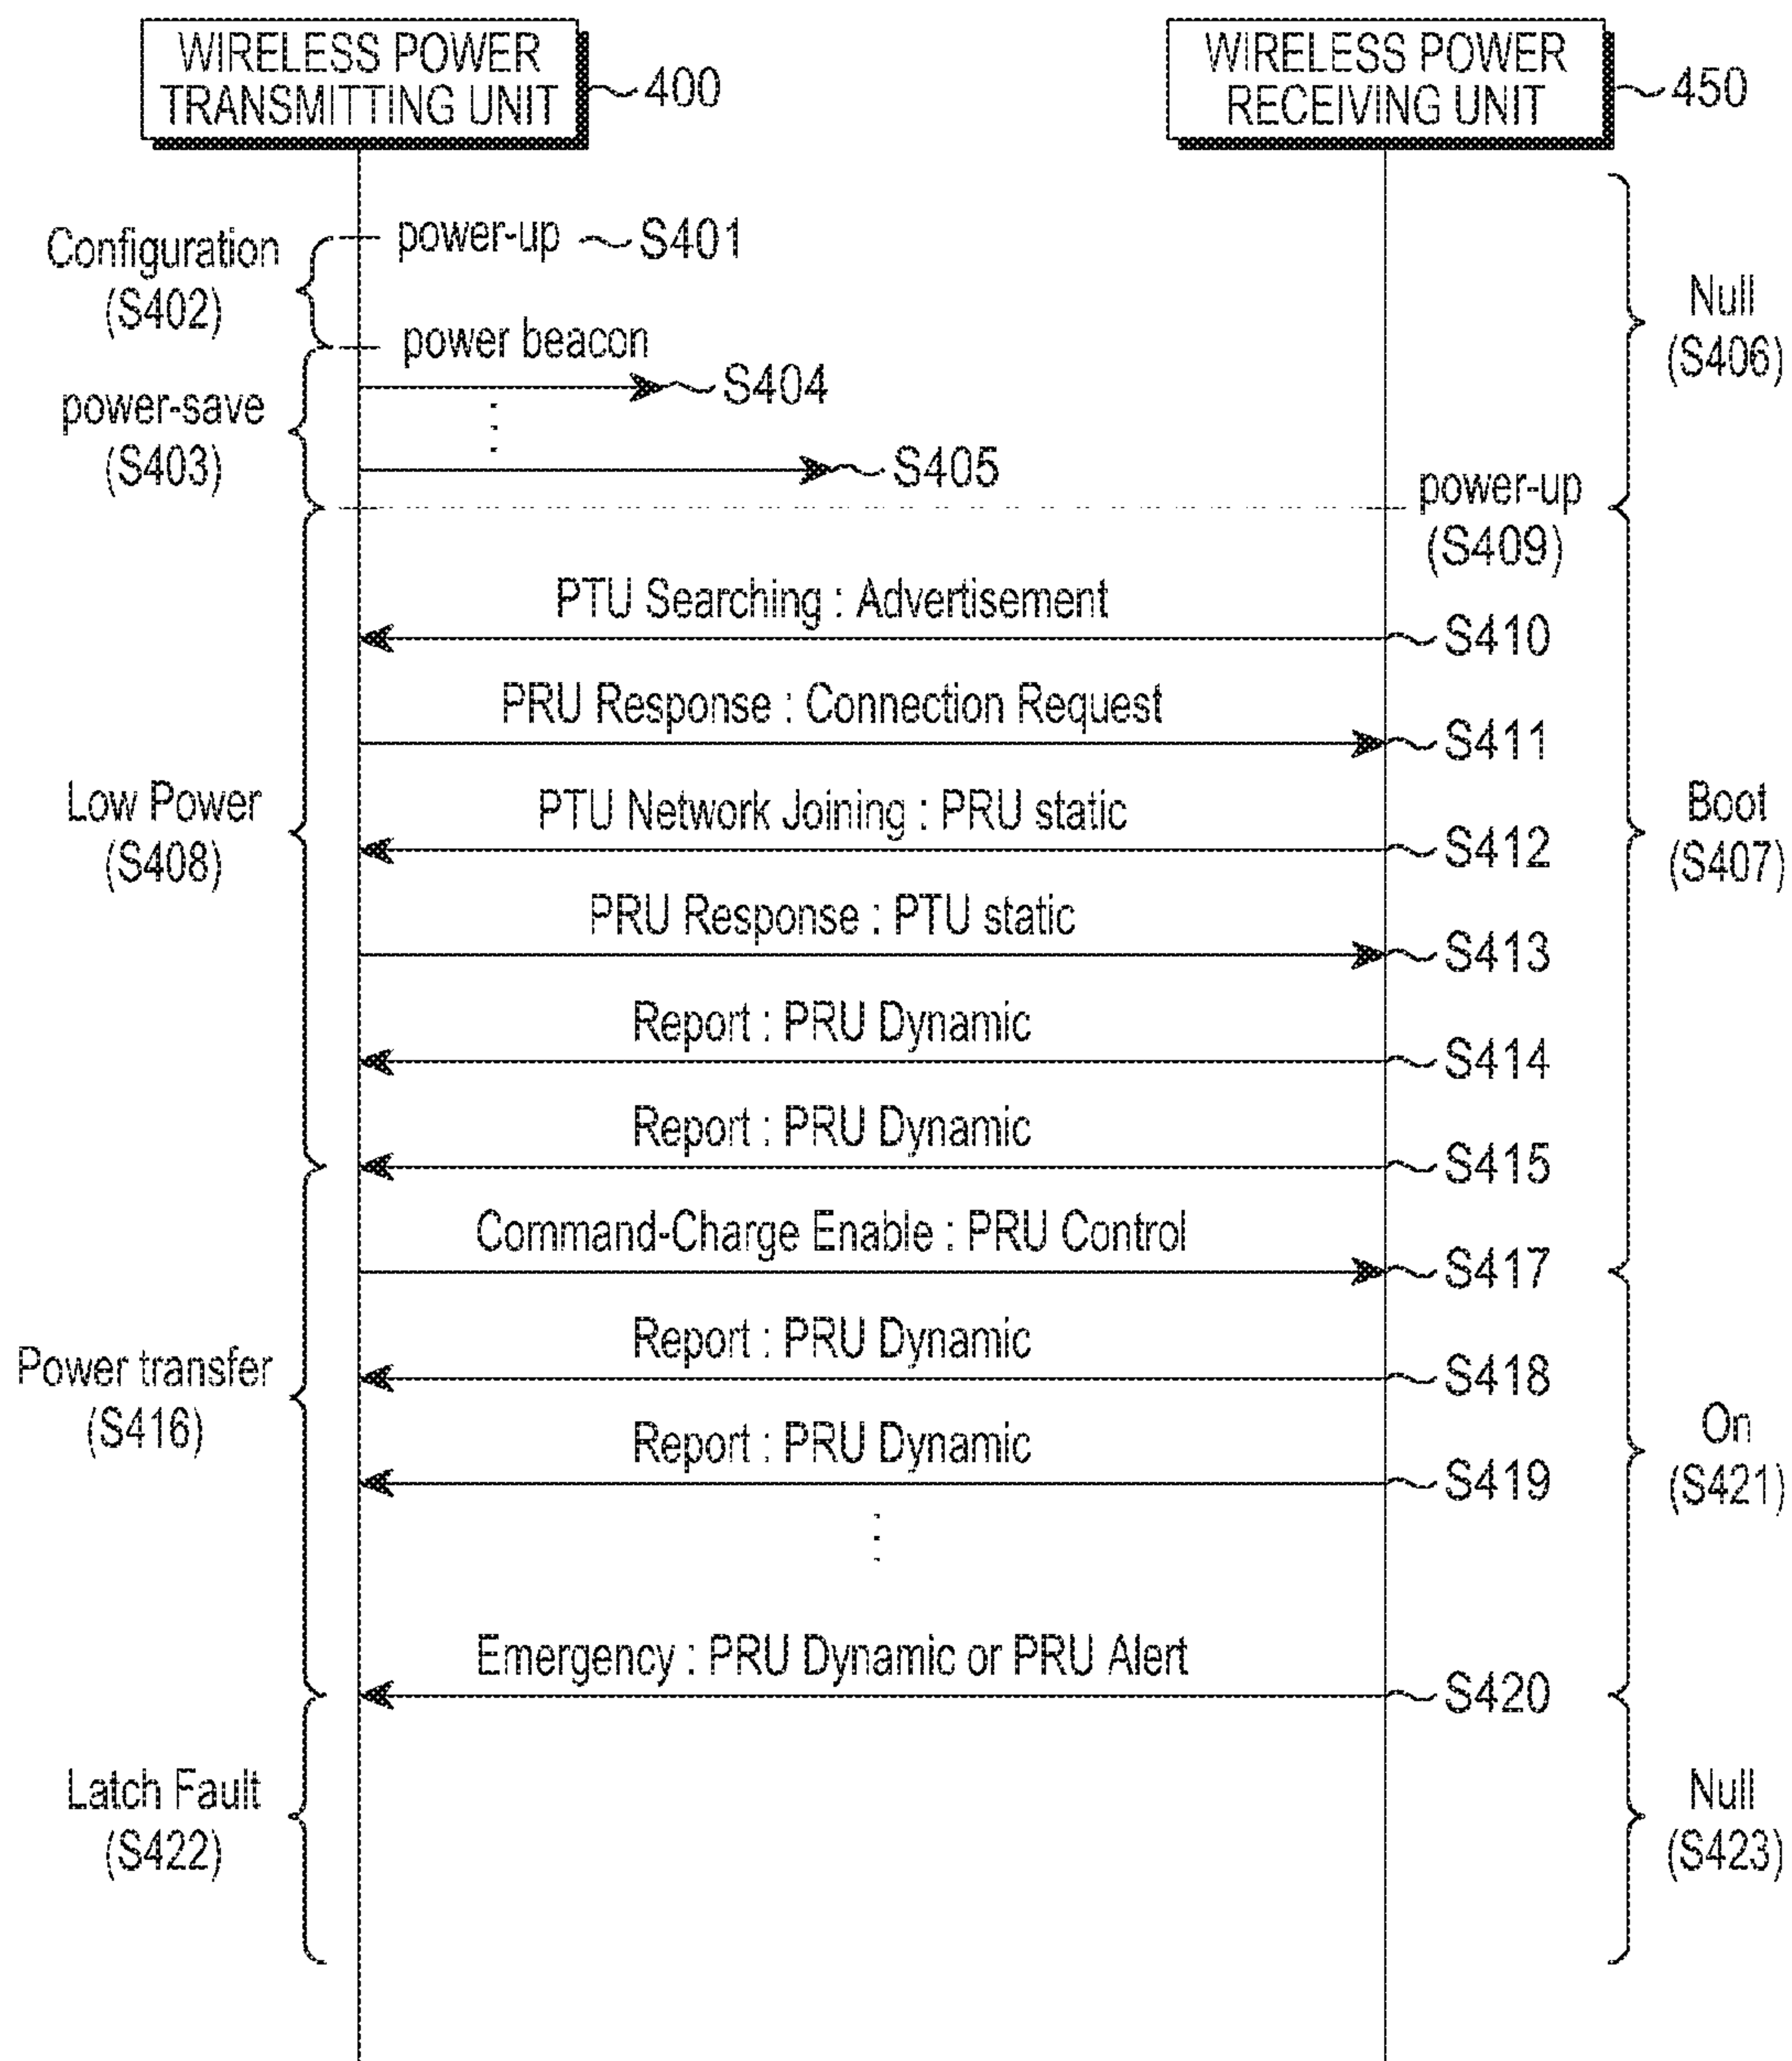 WIRELESS POWER
TRANSMITTING UNIT
400
WIRELESS POWER
RECEIVING UNIT
450
Configuration
(S402)
power-up
S401
Null
(S406)
power beacon
S404
power-save
(S403)
S405
power-up
(S409)
PTU Searching : Advertisement
S410
PRU Response : Connection Request
S411
Low Power
(S408)
PTU Network Joining : PRU static
S412
Boot
(S407)
PRU Response : PTU static
S413
Report : PRU Dynamic
S414
Report : PRU Dynamic
S415
Command-Charge Enable : PRU Control
S417
Report : PRU Dynamic
S418
Power transfer
(S416)
Report : PRU Dynamic
S419
On
(S421)
Emergency : PRU Dynamic or PRU Alert
S420
Latch Fault
(S422)
Null
(S423)